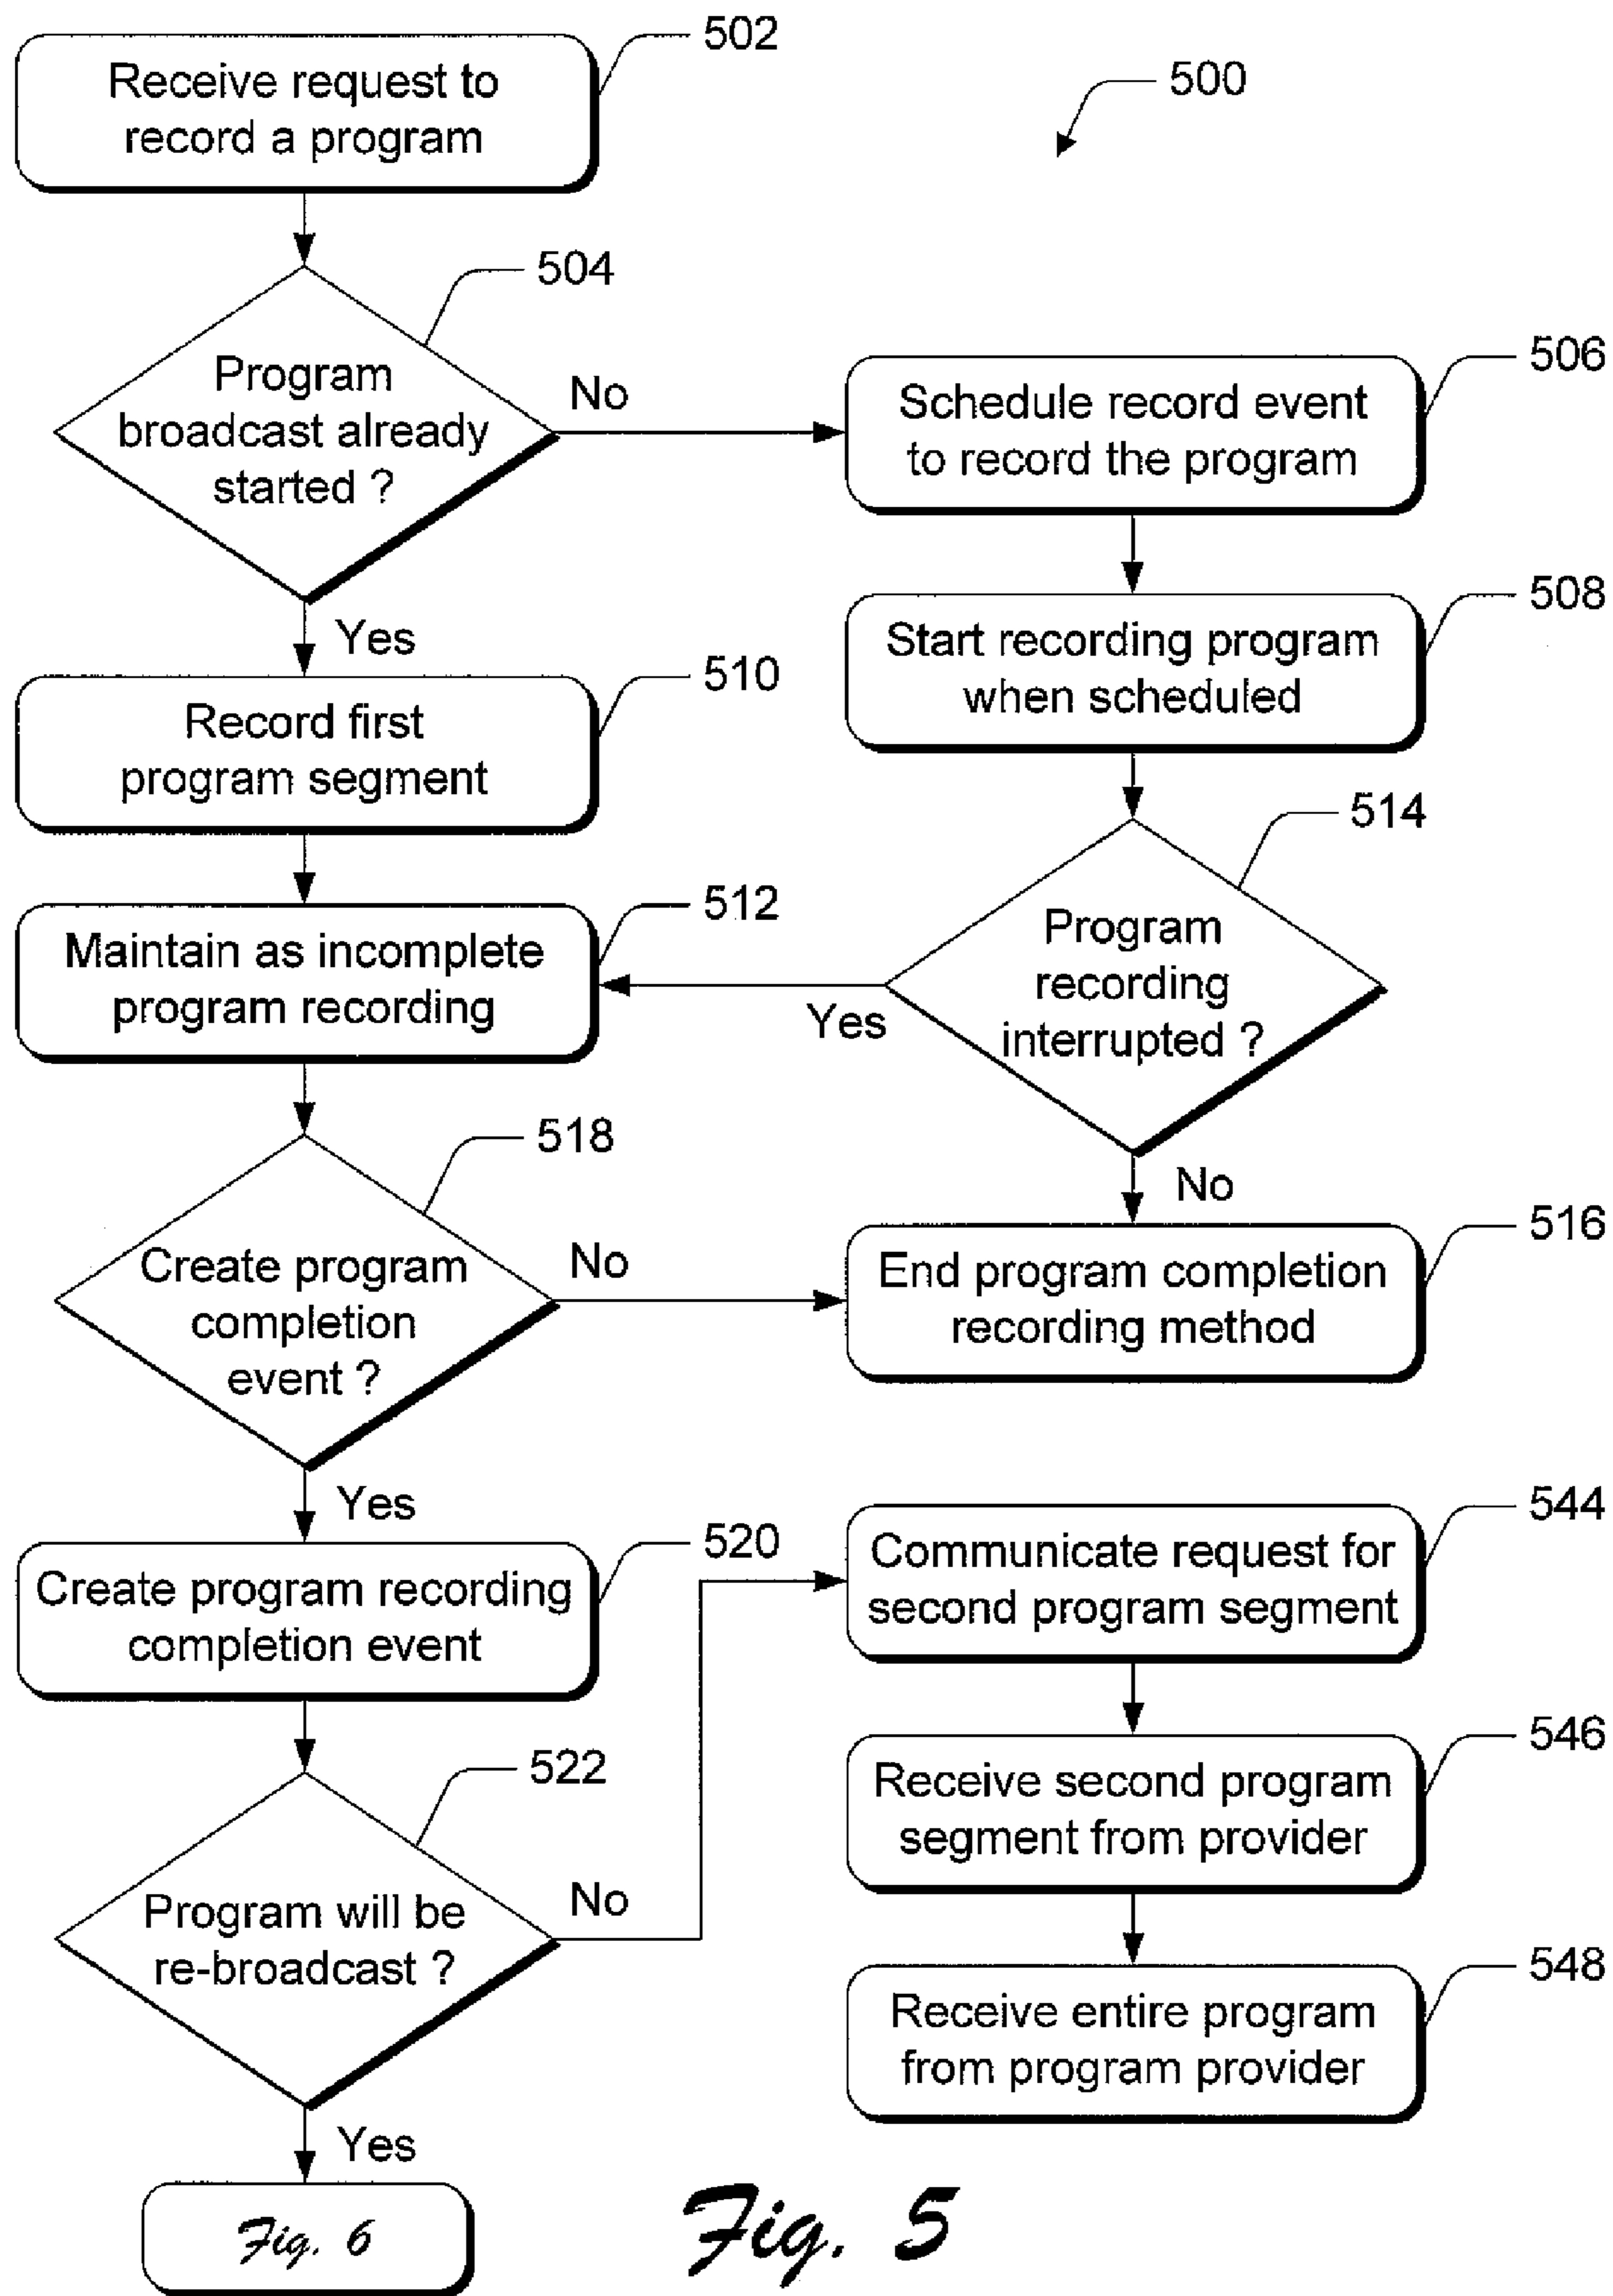 502
Receive request to
record a program
500
504
Program
broadcast already
started ?
No
506
Schedule record event
to record the program
Yes
508
Start recording program
when scheduled
510
Record first
program segment
514
Program
recording
interrupted ?
512
Maintain as incomplete
program recording
Yes
No
518
Create program
completion
event ?
No
516
End program completion
recording method
Yes
520
Create program recording
completion event
544
Communicate request for
second program segment
522
Program will be
re-broadcast ?
No
546
Receive second program
segment from provider
548
Receive entire program
from program provider
Yes
Fig. 6
Fig. 5